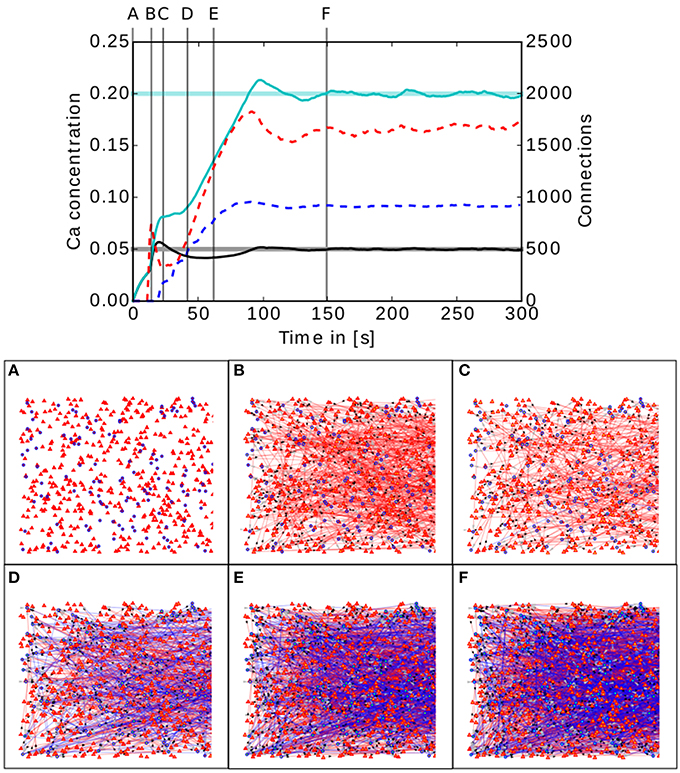 A B C D E F
0.25 2500
0.20 2000
0.15 1500
0.10 1000
0.05 500
0.00 0
Ca concentration
Connections
0 50 100 150 200 250 300
Time in [s]
A B C
D E F